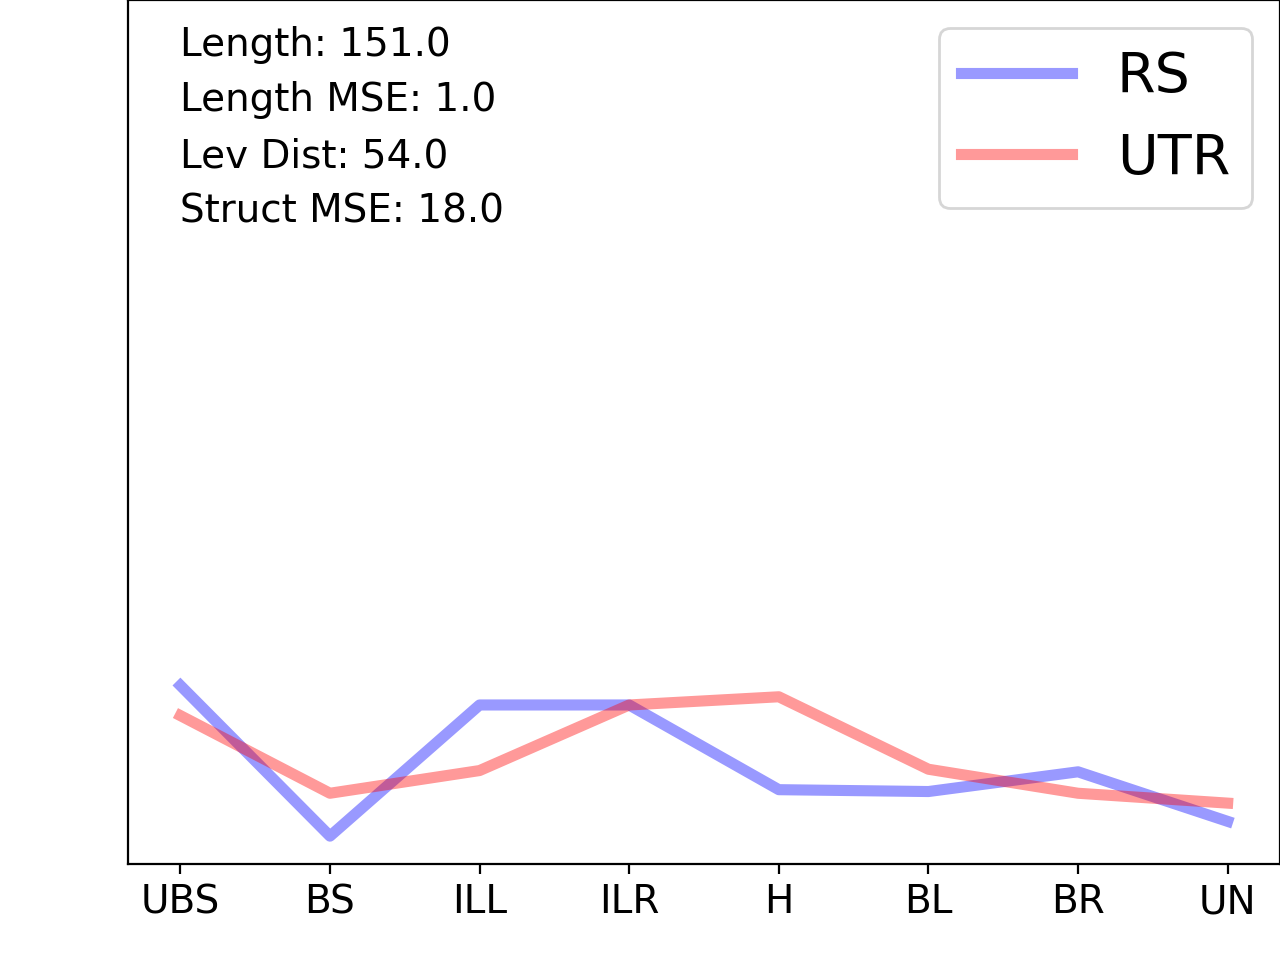 Length: 151.0
Length MSE: 1.0
Lev Dist: 54.0
Struct MSE: 18.0
RS
UTR
UBS BS ILL ILR H BL BR UN